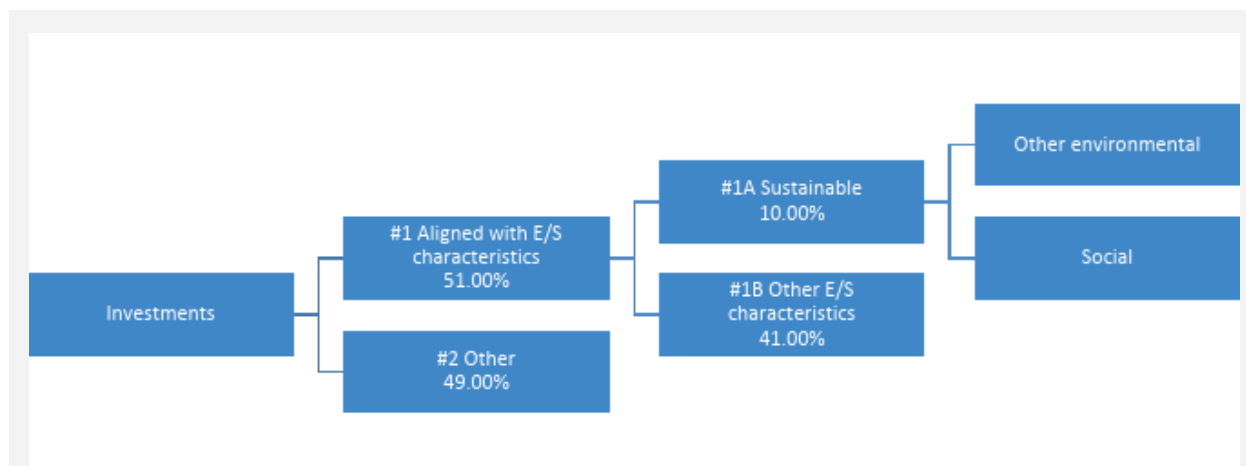 Other environmental
#1A Sustainable
10.00%
#1 Aligned with E/S
characteristics
51.00%
Social
#1B Other E/S
characteristics
41.00%
Investments
#2 Other
49.00%